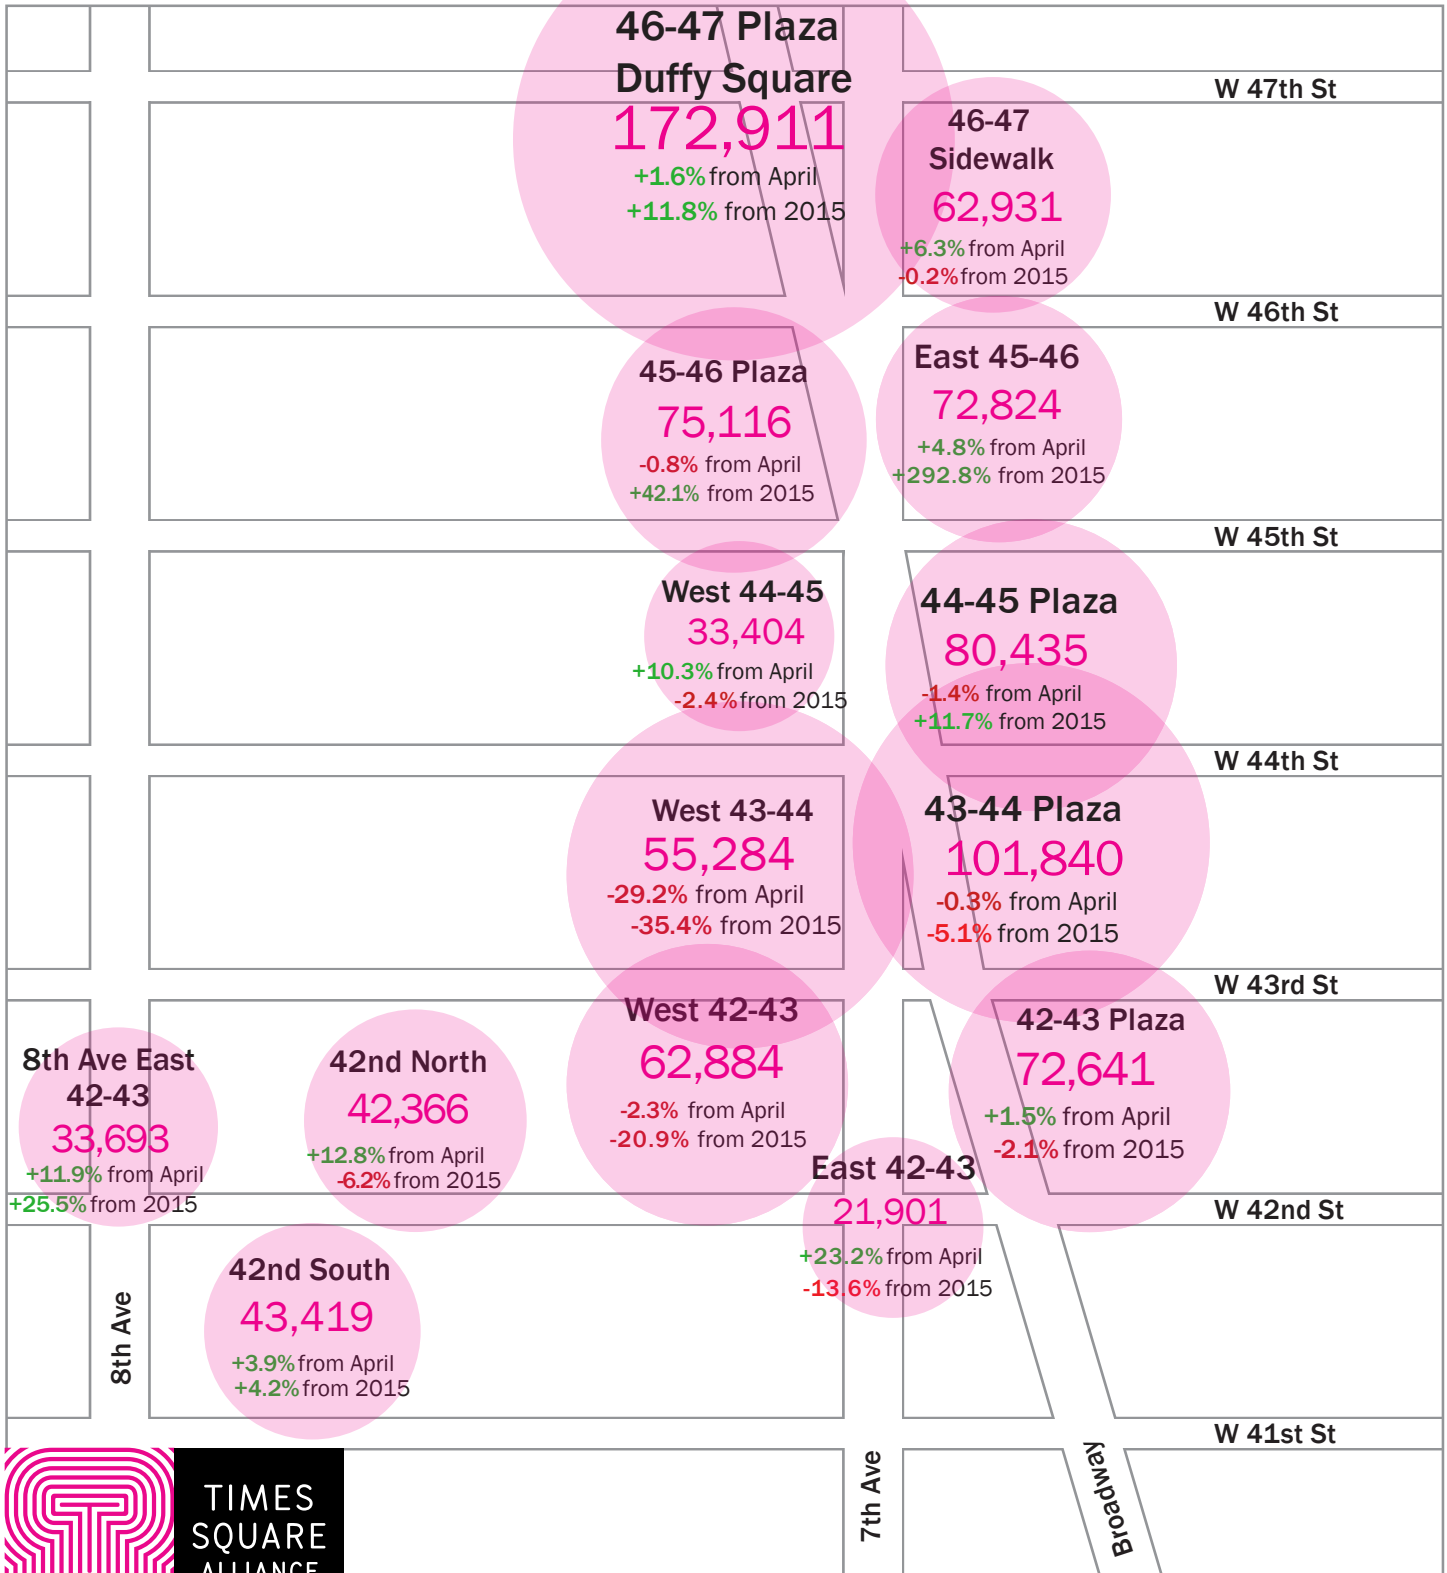 46-47 Plaza
Duffy Square
172,911
+1.6% from April
+11.8% from 2015
W 47th St
46-47
Sidewalk
62,931
+6.3% from April
-0.2% from 2015
W 46th St
45-46 Plaza
75,116
-0.8% from April
+42.1% from 2015
East 45-46
72,824
+4.8% from April
+292.8% from 2015
W 45th St
West 44-45
33,404
+10.3% from April
-2.4% from 2015
44-45 Plaza
80,435
-1.4% from April
+11.7% from 2015
W 44th St
West 43-44
55,284
-29.2% from April
-35.4% from 2015
43-44 Plaza
101,840
-0.3% from April
-5.1% from 2015
W 43rd St
8th Ave East
42-43
33,693
+11.9% from April
+25.5% from 2015
42nd North
42,366
+12.8% from April
-6.2% from 2015
West 42-43
62,884
-2.3% from April
-20.9% from 2015
42-43 Plaza
72,641
+1.5% from April
-2.1% from 2015
East 42-43
21,901
+23.2% from April
-13.6% from 2015
W 42nd St
42nd South
43,419
+3.9% from April
+4.2% from 2015
8th Ave
W 41st St
7th Ave
Broadway
TIMES
SQUARE
ALLIANCE